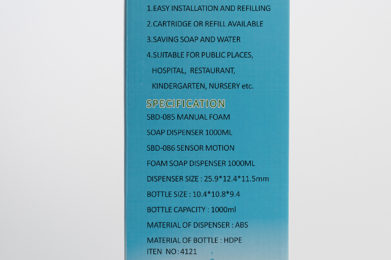 1.EASY INSTALLATION AND REFILLING
2.CARTRIDGE OR REFILL AVAILABLE
3.SAVING SOAP AND WATER
4.SUITABLE FOR PUBLIC PLACES,
HOSPITAL, RESTAURANT,
KINDERGARTEN, NURSERY etc.
SPECIFICATION
SBD-085 MANUAL FOAM
SOAP DISPENSER 1000ML
SBD-086 SENSOR MOTION
FOAM SOAP DISPENSER 1000ML
DISPENSER SIZE : 25.9*12.4*11.5mm
BOTTLE SIZE : 10.4*10.8*9.4
BOTTLE CAPACITY : 1000ml
MATERIAL OF DISPENSER : ABS
MATERIAL OF BOTTLE : HDPE
ITEN NO: 4121